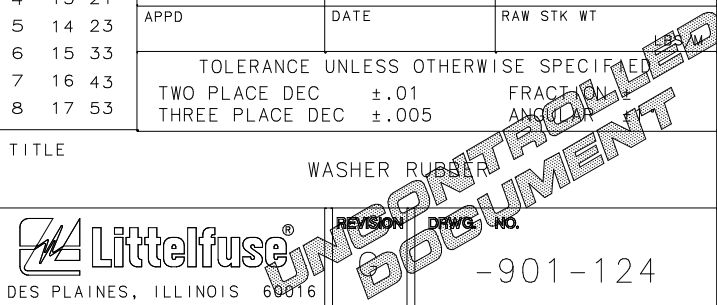 4 13 21
5 14 23
6 15 33
7 16 43
8 17 53
APPD DATE RAW STK WT
LBS/M
TOLERANCE UNLESS OTHERWISE SPECIFIED
TWO PLACE DEC ±.01 FRACTION ±
THREE PLACE DEC ±.005 ANGULAR ±
TITLE
WASHER RUBBER
UNCONTROLLED
DOCUMENT
Littelfuse®
DES PLAINES, ILLINOIS 60016
REVISION
DRWG. NO.
-901-124